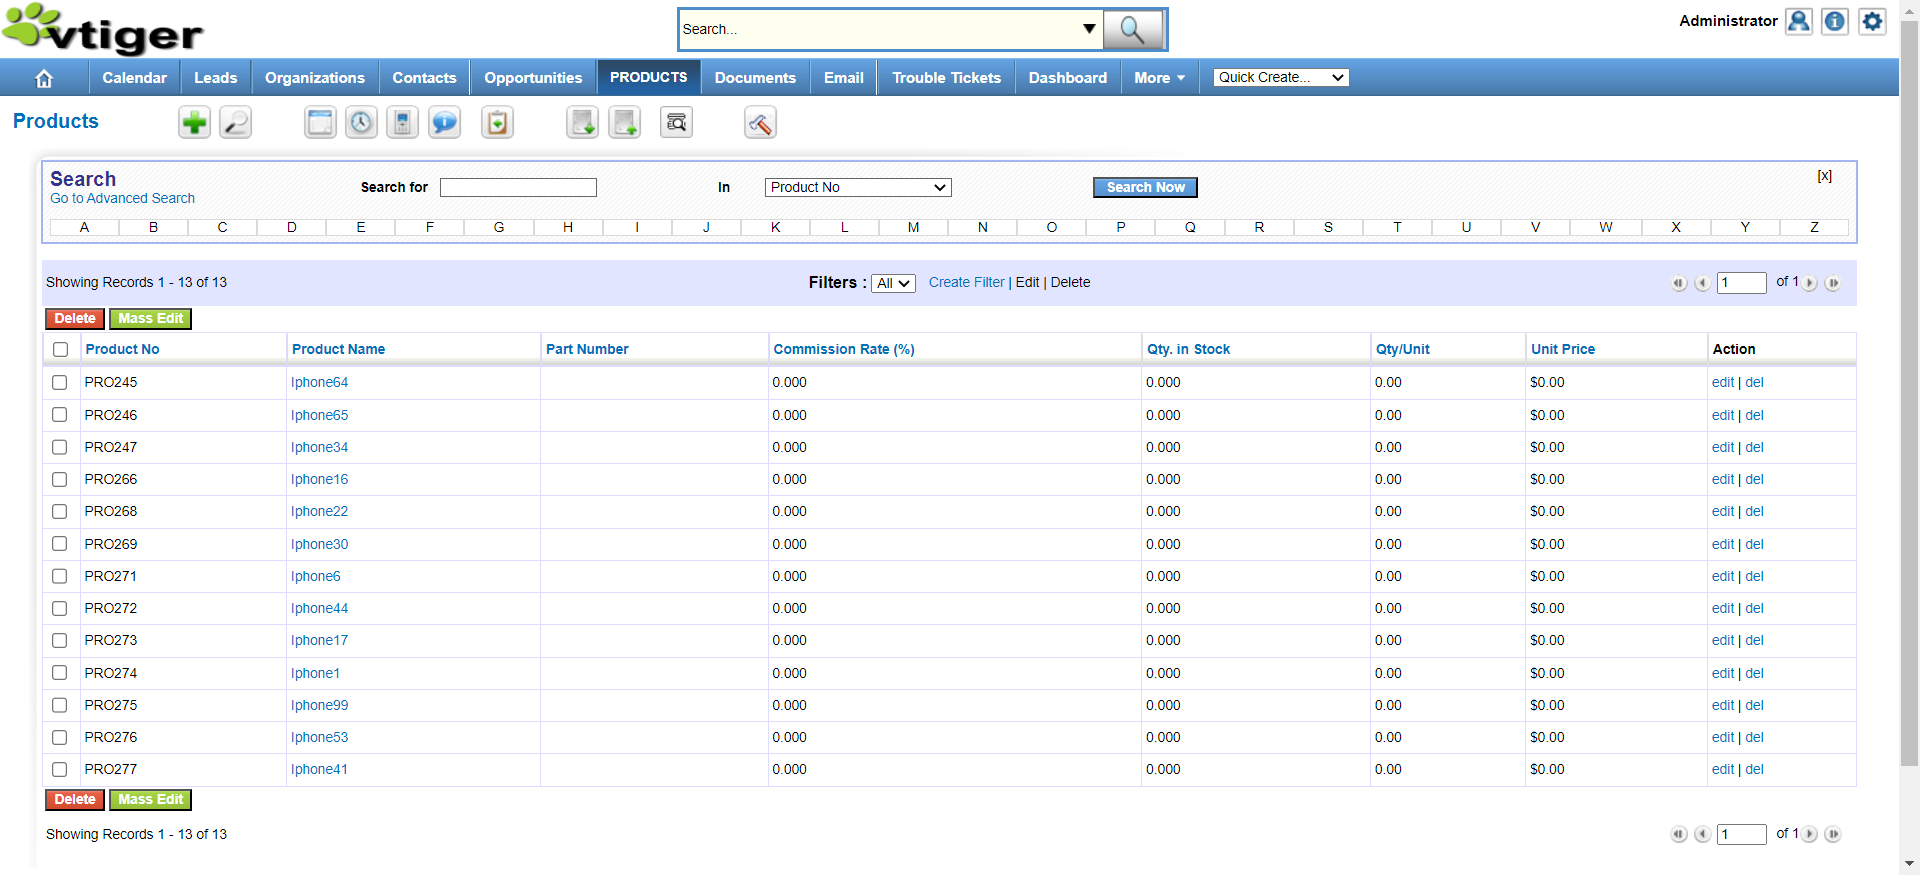 vtiger
Search...
Administrator
Calendar Leads Organizations Contacts Opportunities PRODUCTS Documents Email Trouble Tickets Dashboard More Quick Create...
Products
Search
Go to Advanced Search
Search for In Product No Search Now [x]
A B C D E F G H I J K L M N O P Q R S T U V W X Y Z
Showing Records 1 - 13 of 13 Filters : All Create Filter | Edit | Delete 1 of 1
Delete Mass Edit
Product No Product Name Part Number Commission Rate (%) Qty. in Stock Qty/Unit Unit Price Action
PRO245 Iphone64 0.000 0.000 0.00 $0.00 edit | del
PRO246 Iphone65 0.000 0.000 0.00 $0.00 edit | del
PRO247 Iphone34 0.000 0.000 0.00 $0.00 edit | del
PRO266 Iphone16 0.000 0.000 0.00 $0.00 edit | del
PRO268 Iphone22 0.000 0.000 0.00 $0.00 edit | del
PRO269 Iphone30 0.000 0.000 0.00 $0.00 edit | del
PRO271 Iphone6 0.000 0.000 0.00 $0.00 edit | del
PRO272 Iphone44 0.000 0.000 0.00 $0.00 edit | del
PRO273 Iphone17 0.000 0.000 0.00 $0.00 edit | del
PRO274 Iphone1 0.000 0.000 0.00 $0.00 edit | del
PRO275 Iphone99 0.000 0.000 0.00 $0.00 edit | del
PRO276 Iphone53 0.000 0.000 0.00 $0.00 edit | del
PRO277 Iphone41 0.000 0.000 0.00 $0.00 edit | del
Delete Mass Edit
Showing Records 1 - 13 of 13 1 of 1